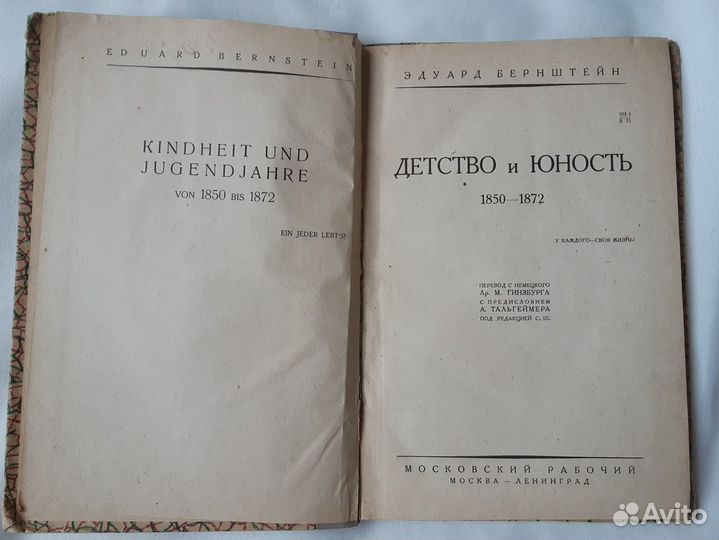 EDUARD BERNSTEIN
KINDHEIT UND
JUGENDJAHRE
VON 1850 BIS 1872
EIN JEDER LEBT'S!
ЭДУАРД БЕРНШТЕЙН
ДЕТСТВО и ЮНОСТЬ
1850—1872
У КАЖДОГО—СВОЯ ЖИЗНЬ!
ПЕРЕВОД С НЕМЕЦКОГО
Ар. М. ГИНЗБУРГА
С ПРЕДИСЛОВИЕМ
А. ТАЛЬГЕЙМЕРА
ПОД РЕДАКЦИЕЙ С. Ш.
МОСКОВСКИЙ РАБОЧИЙ
МОСКВА — ЛЕНИНГРАД
Avito